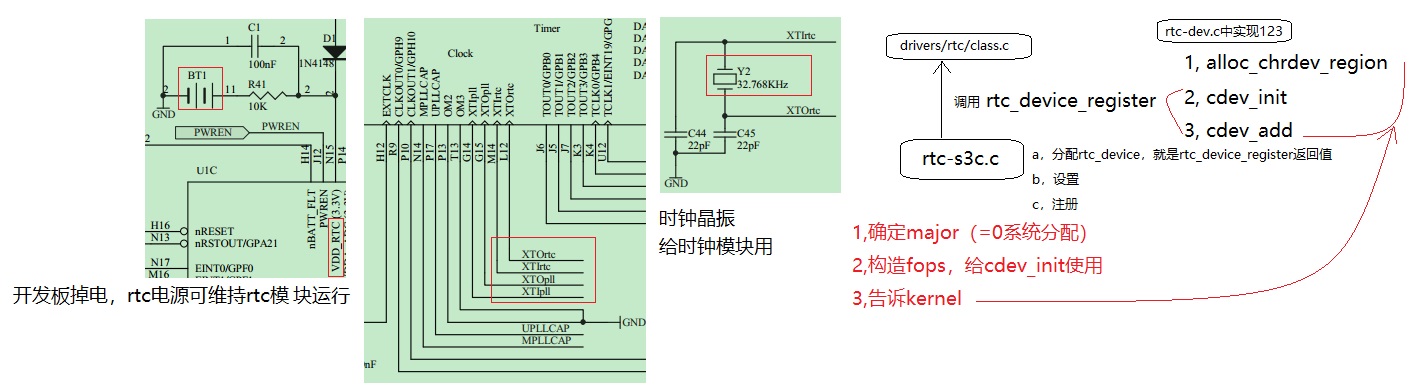 C1
1
2
100nF
D1
1N4148
BT1
R41
11
2
2
GND
10K
PWREN
PWREN
2
H14
J12
N15
P14
U1C
nBATT_FLT
PWREN
VDD_RTC (3.3V)
H16
nRESET
N13
nRSTOUT/GPA21
N17
EINT0/GPF0
M16
开发板掉电，rtc电源可维持rtc模块运行
Timer
Clock
DA
DA
DA
DA
EXTCLK
CLKOUT0/GPH9
CLKOUT1/GPH10
MPLLCAP
UPLLCAP
OM2
OM3
XTIpll
XTOpll
XTIrtc
XTOrtc
TOUT0/GPB0
TOUT1/GPB1
TOUT2/GPB2
TOUT3/GPB3
TCLK0/GPB4
TCLK1/EINT19/GPG
H12
R9
P10
N14
P17
P13
T13
G14
G15
M14
L12
J6
J5
J7
K3
K4
U12
XTOrtc
XTIrtc
XTOpll
XTIpll
GND
UPLLCAP
MPLLCAP
nF
XTIrtc
Y2
32.768KHz
XTOrtc
C44
22pF
C45
22pF
GND
时钟晶振
给时钟模块用
drivers/rtc/class.c
调用 rtc_device_register
rtc-s3c.c
rtc-dev.c中实现123
1, alloc_chrdev_region
2, cdev_init
3, cdev_add
a，分配rtc_device，就是rtc_device_register返回值
b，设置
c，注册
1,确定major（=0系统分配）
2,构造fops，给cdev_init使用
3,告诉kernel